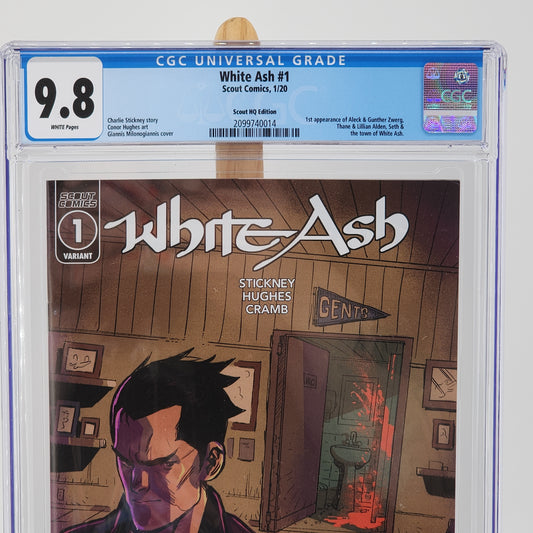 CGC UNIVERSAL GRADE
9.8
WHITE Pages
White Ash #1
Scout Comics, 1/20
Scout HQ Edition
2099740014
Charlie Stickney story
Conor Hughes art
Giannis Milonogiannis cover
1st appearance of Aleck & Gunther Zwerg,
Thane & Lillian Alden, Seth &
the town of White Ash.
CGC
SCOUT
COMICS
1
VARIANT
White Ash
STICKNEY
HUGHES
CRAMB
GENTS